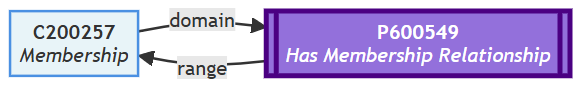 C200257
Membership
domain
range
P600549
Has Membership Relationship